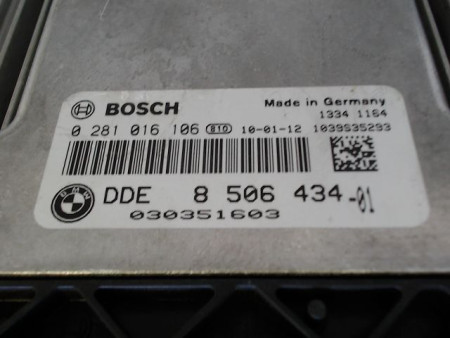 BOSCH Made in Germany
1334 1164
0 281 016 106 810 10-01-12 1039S35293
BMW DDE 8 506 434-01
030351603